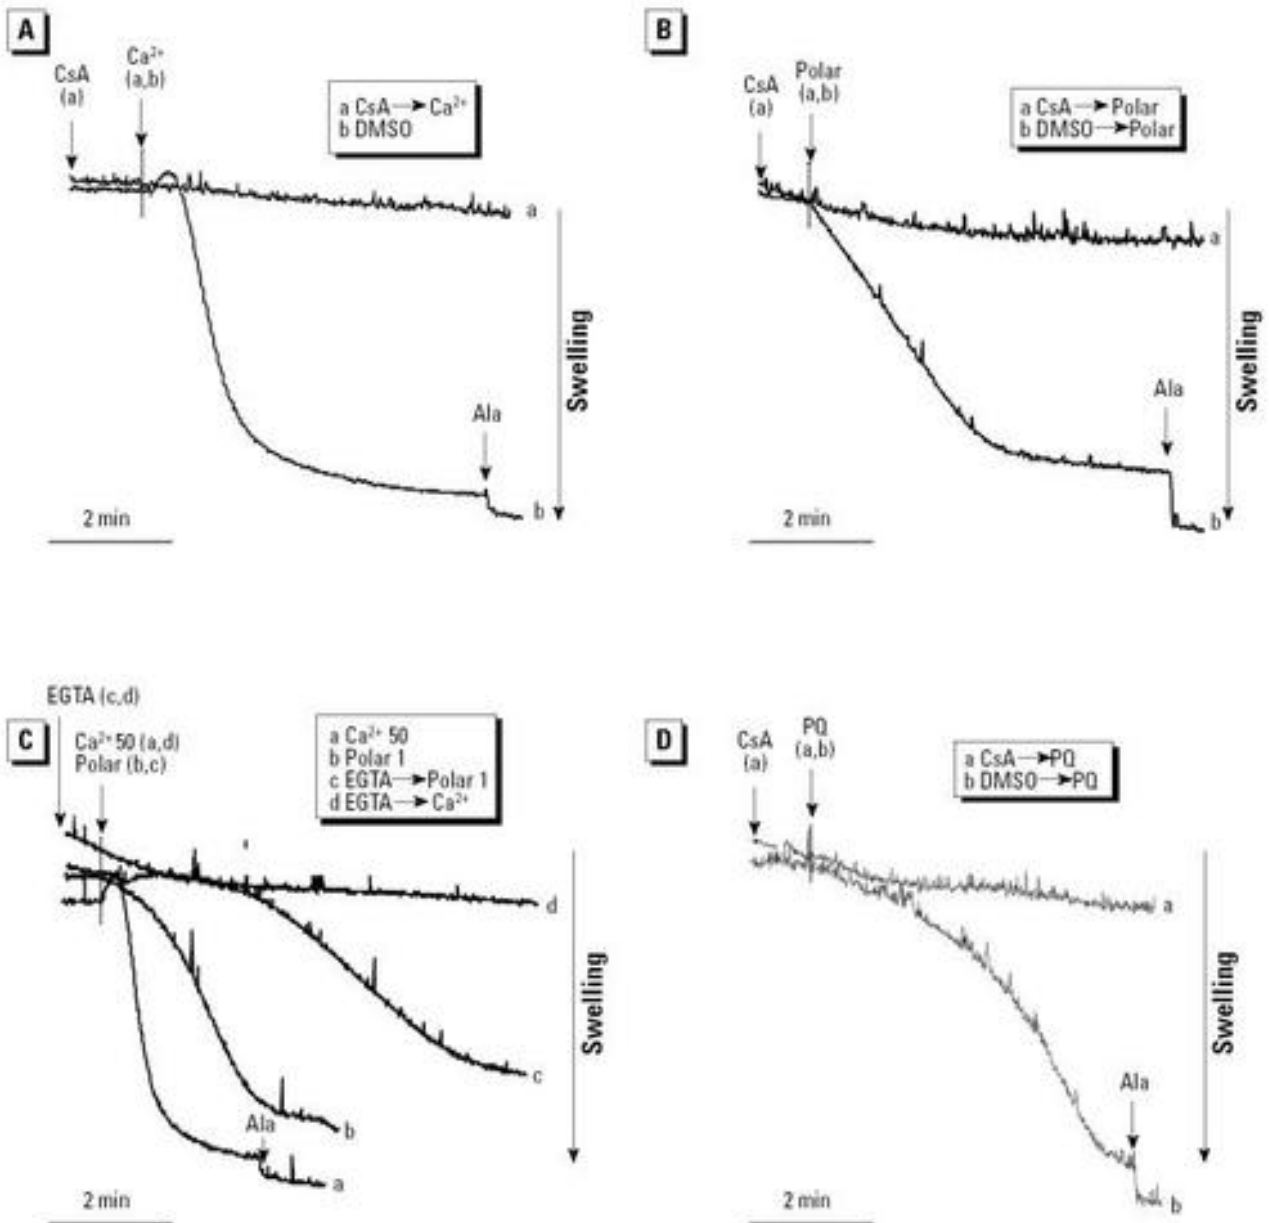 A
CsA
(a)
Ca²⁺
(a,b)
a CsA→Ca²⁺
b DMSO
a
Swelling
Ala
b
2 min
B
CsA
(a)
Polar
(a,b)
a CsA→Polar
b DMSO→Polar
a
Swelling
Ala
b
2 min
EGTA (c,d)
C
Ca²⁺ 50 (a,d)
Polar (b,c)
a Ca²⁺ 50
b Polar 1
c EGTA→Polar 1
d EGTA→Ca²⁺
d
Swelling
c
Ala
b
a
2 min
D
CsA
(a)
PQ
(a,b)
a CsA→PQ
b DMSO→PQ
a
Swelling
Ala
b
2 min